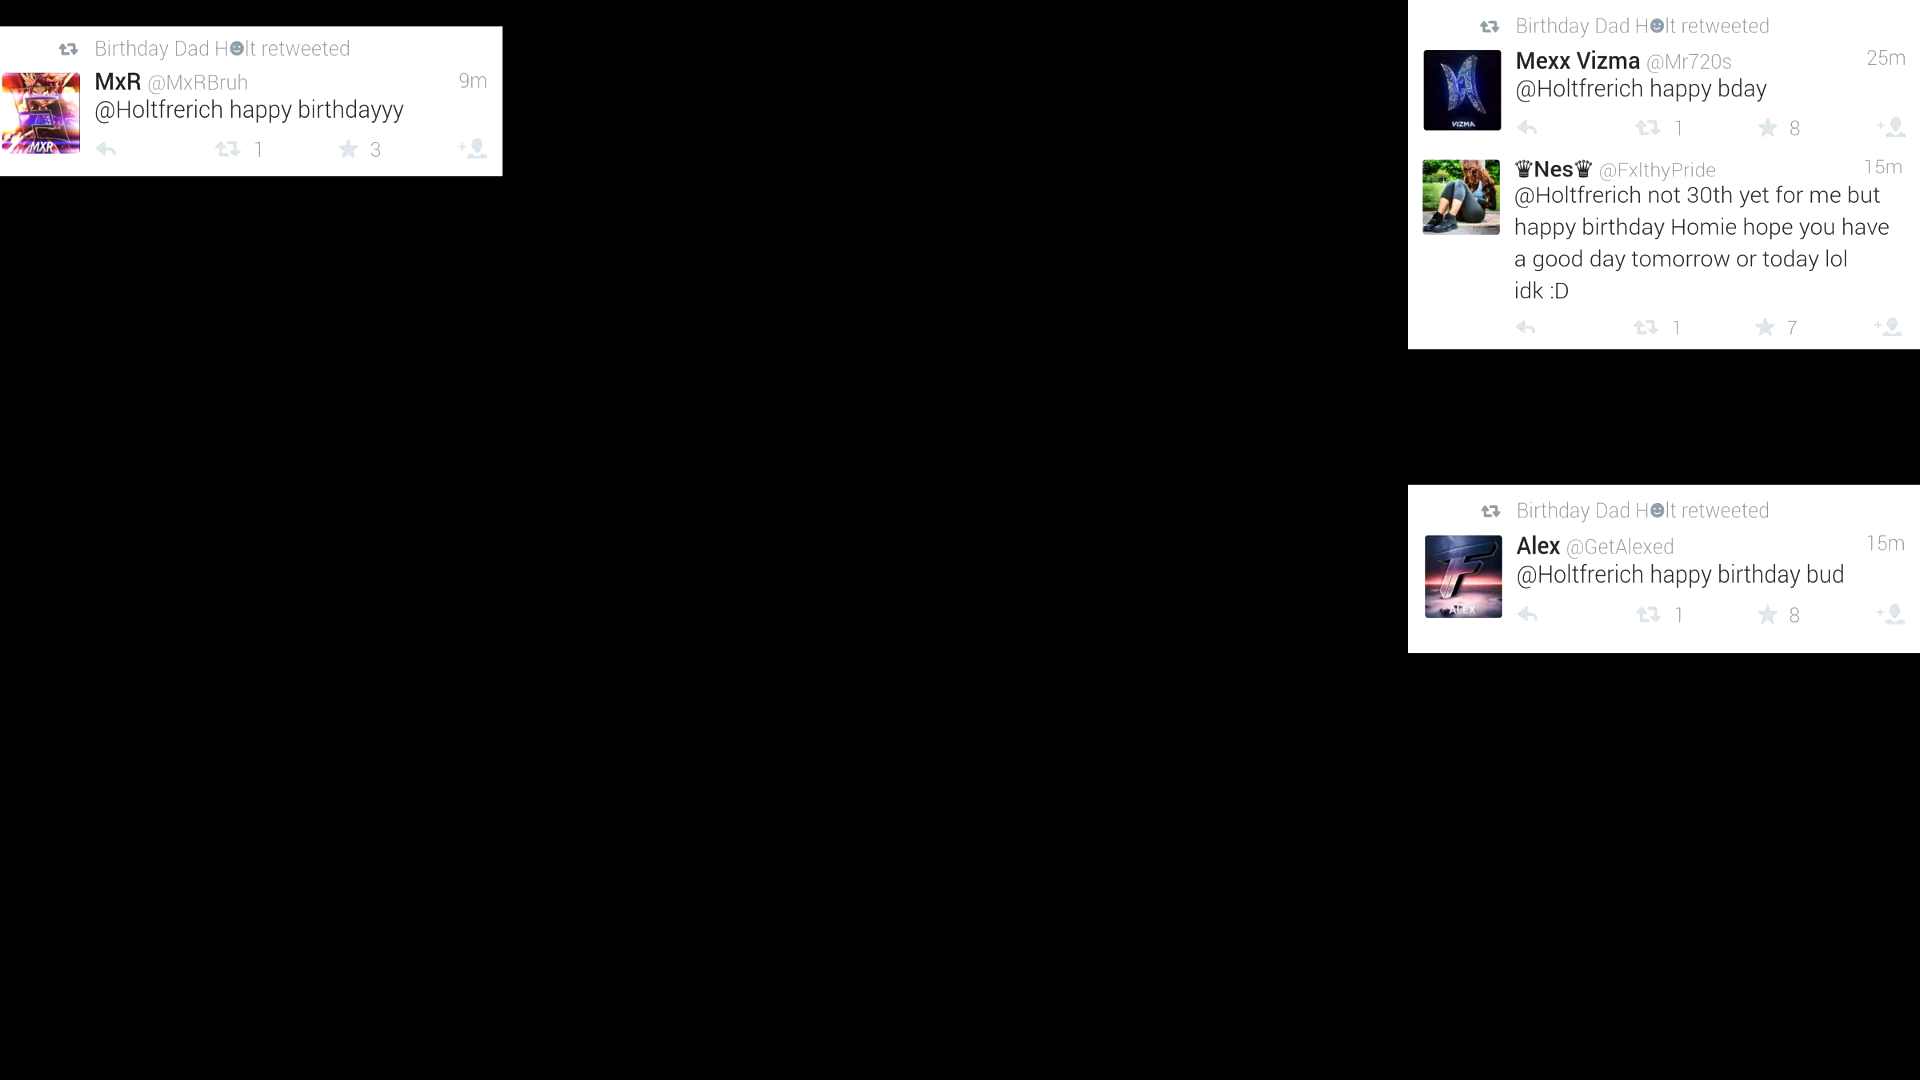 Birthday Dad H☻lt retweeted
MxR @MxRBruh 9m
@Holtfrerich happy birthdayyy
1 3
MXR
Birthday Dad H☻lt retweeted
Mexx Vizma @Mr720s 25m
@Holtfrerich happy bday
VIZMA
1 8
♛Nes♛ @FxlthyPride 15m
@Holtfrerich not 30th yet for me but
happy birthday Homie hope you have
a good day tomorrow or today lol
idk :D
1 7
Birthday Dad H☻lt retweeted
Alex @GetAlexed 15m
@Holtfrerich happy birthday bud
ALEX
1 8